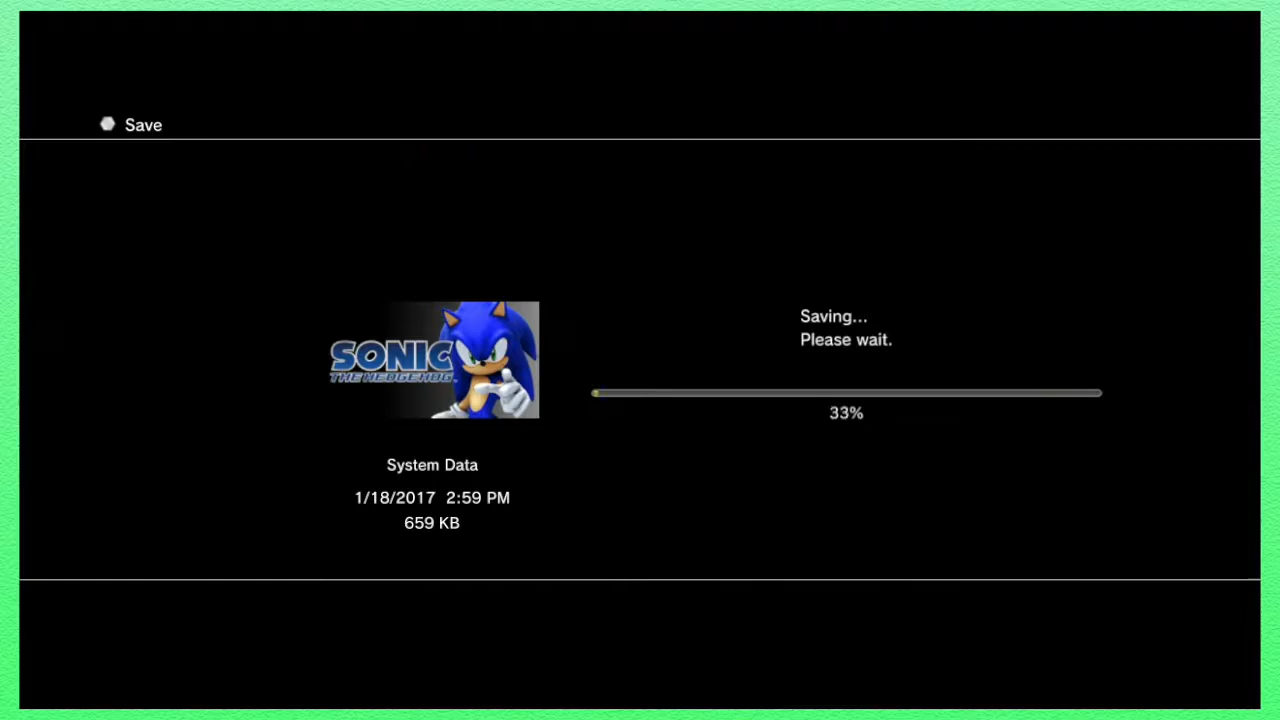 Save
SONIC
THE HEDGEHOG
Saving...
Please wait.
33%
System Data
1/18/2017 2:59 PM
659 KB